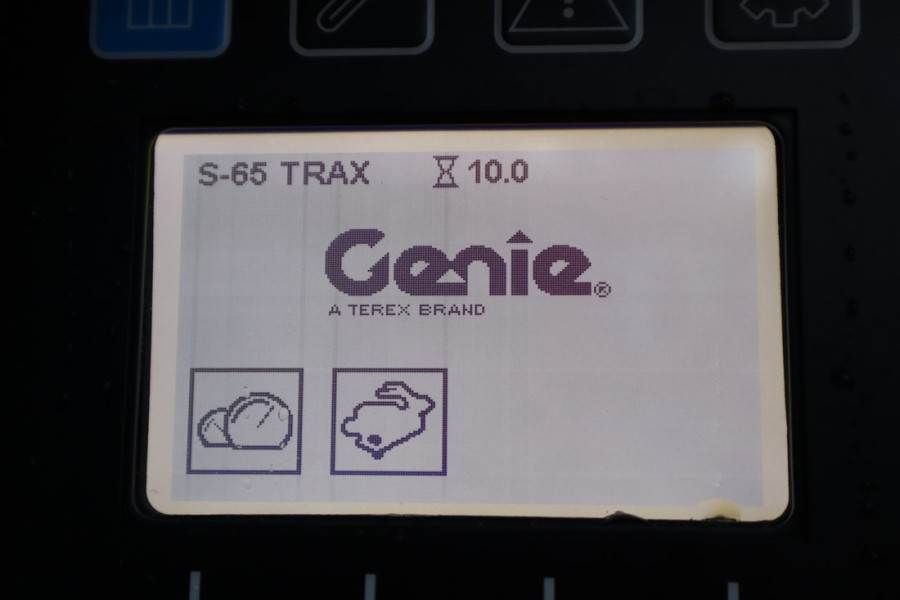 S-65 TRAX 10.0
Genie®
A TEREX BRAND